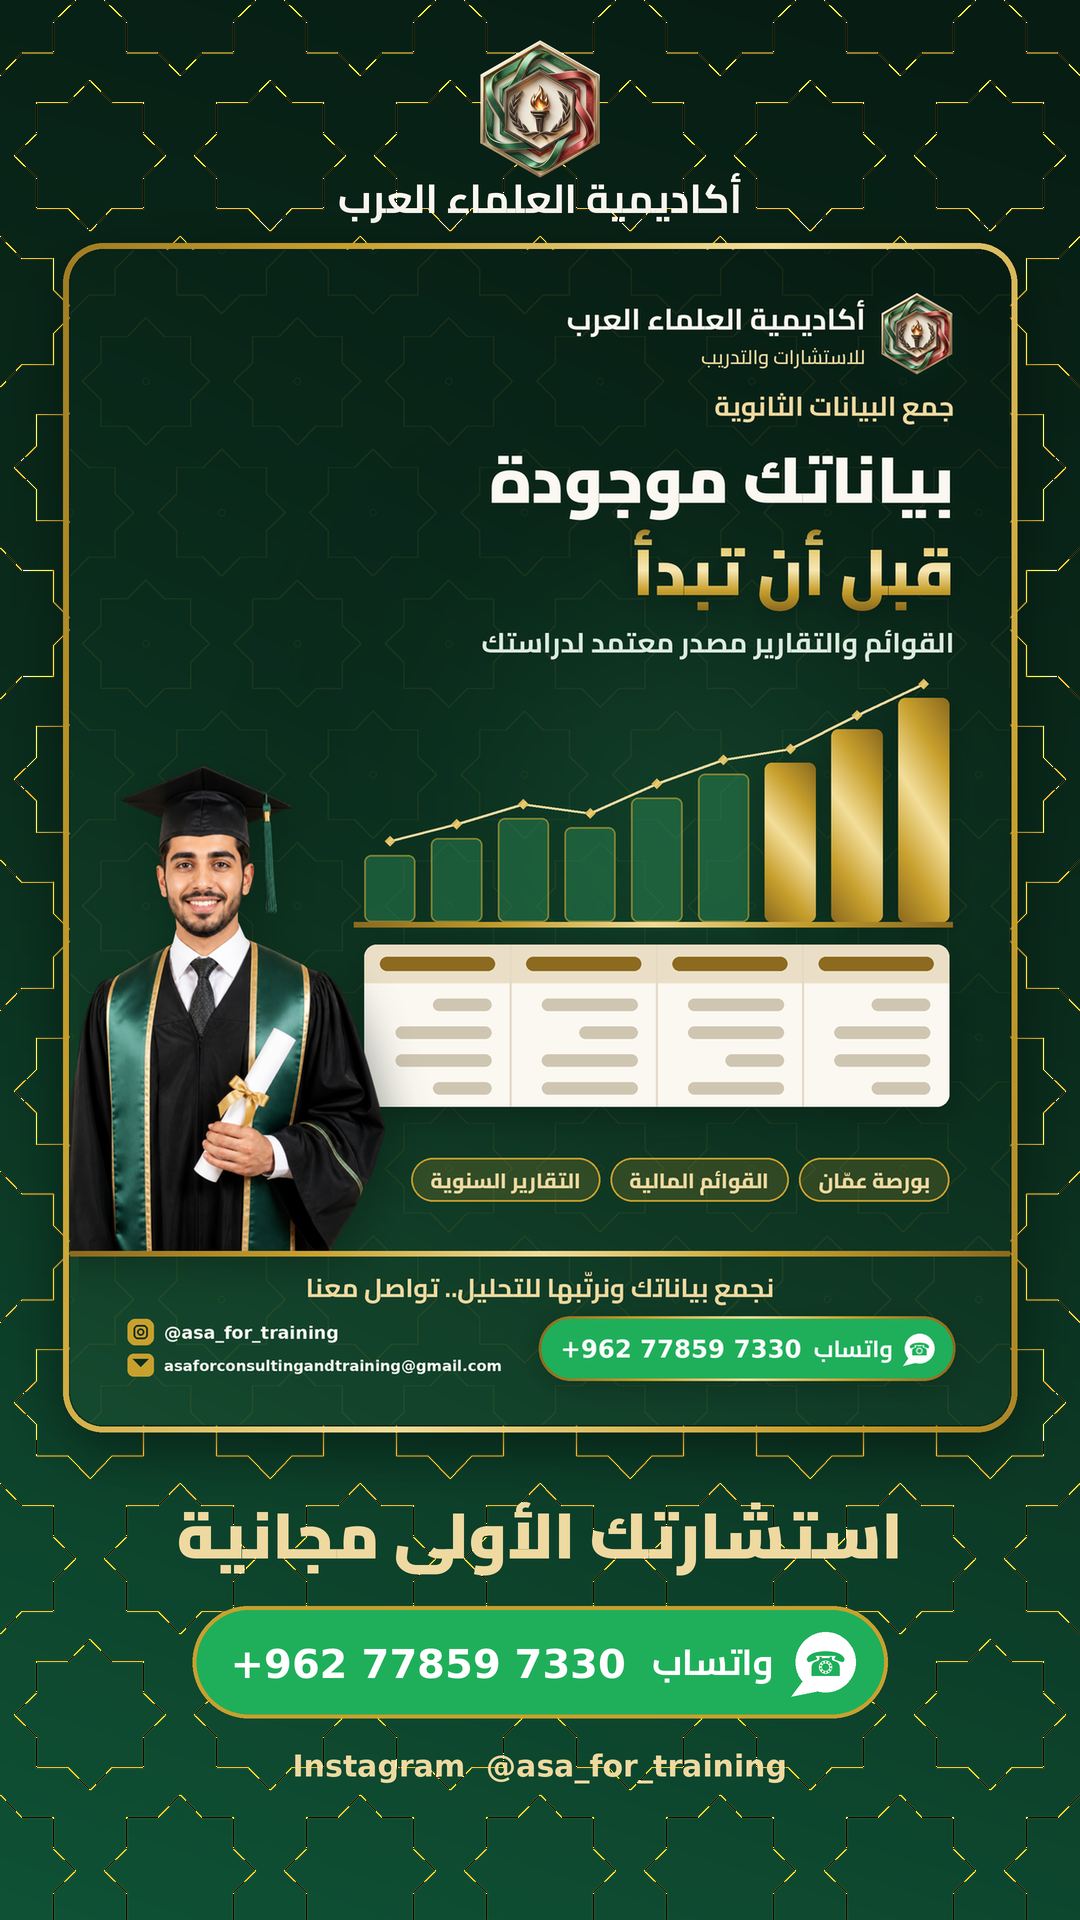 أكاديمية العلماء العرب
أكاديمية العلماء العرب
للاستشارات والتدريب
جمع البيانات الثانوية
بياناتك موجودة
قبل أن تبدأ
القوائم والتقارير مصدر معتمد لدراستك
بورصة عمّان
القوائم المالية
التقارير السنوية
نجمع بياناتك ونرتّبها للتحليل.. تواصل معنا
واتساب +962 77859 7330
@asa_for_training
asaforconsultingandtraining@gmail.com
استشارتك الأولى مجانية
واتساب +962 77859 7330
Instagram @asa_for_training